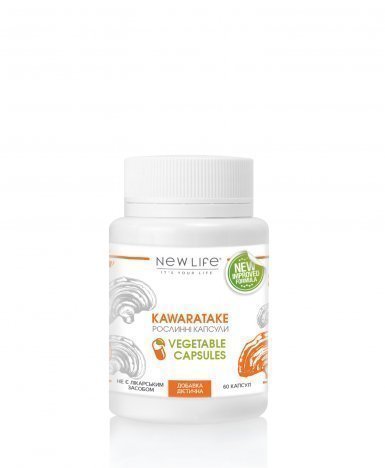 NEW LIFE®
IT'S YOUR LIFE
NEW
IMPROVED
FORMULA
KAWARATAKE
РОСЛИННІ КАПСУЛИ
VEGETABLE
CAPSULES
НЕ Є ЛІКАРСЬКИМ
ЗАСОБОМ
ДОБАВКА
ДІЄТИЧНА
60 КАПСУЛ